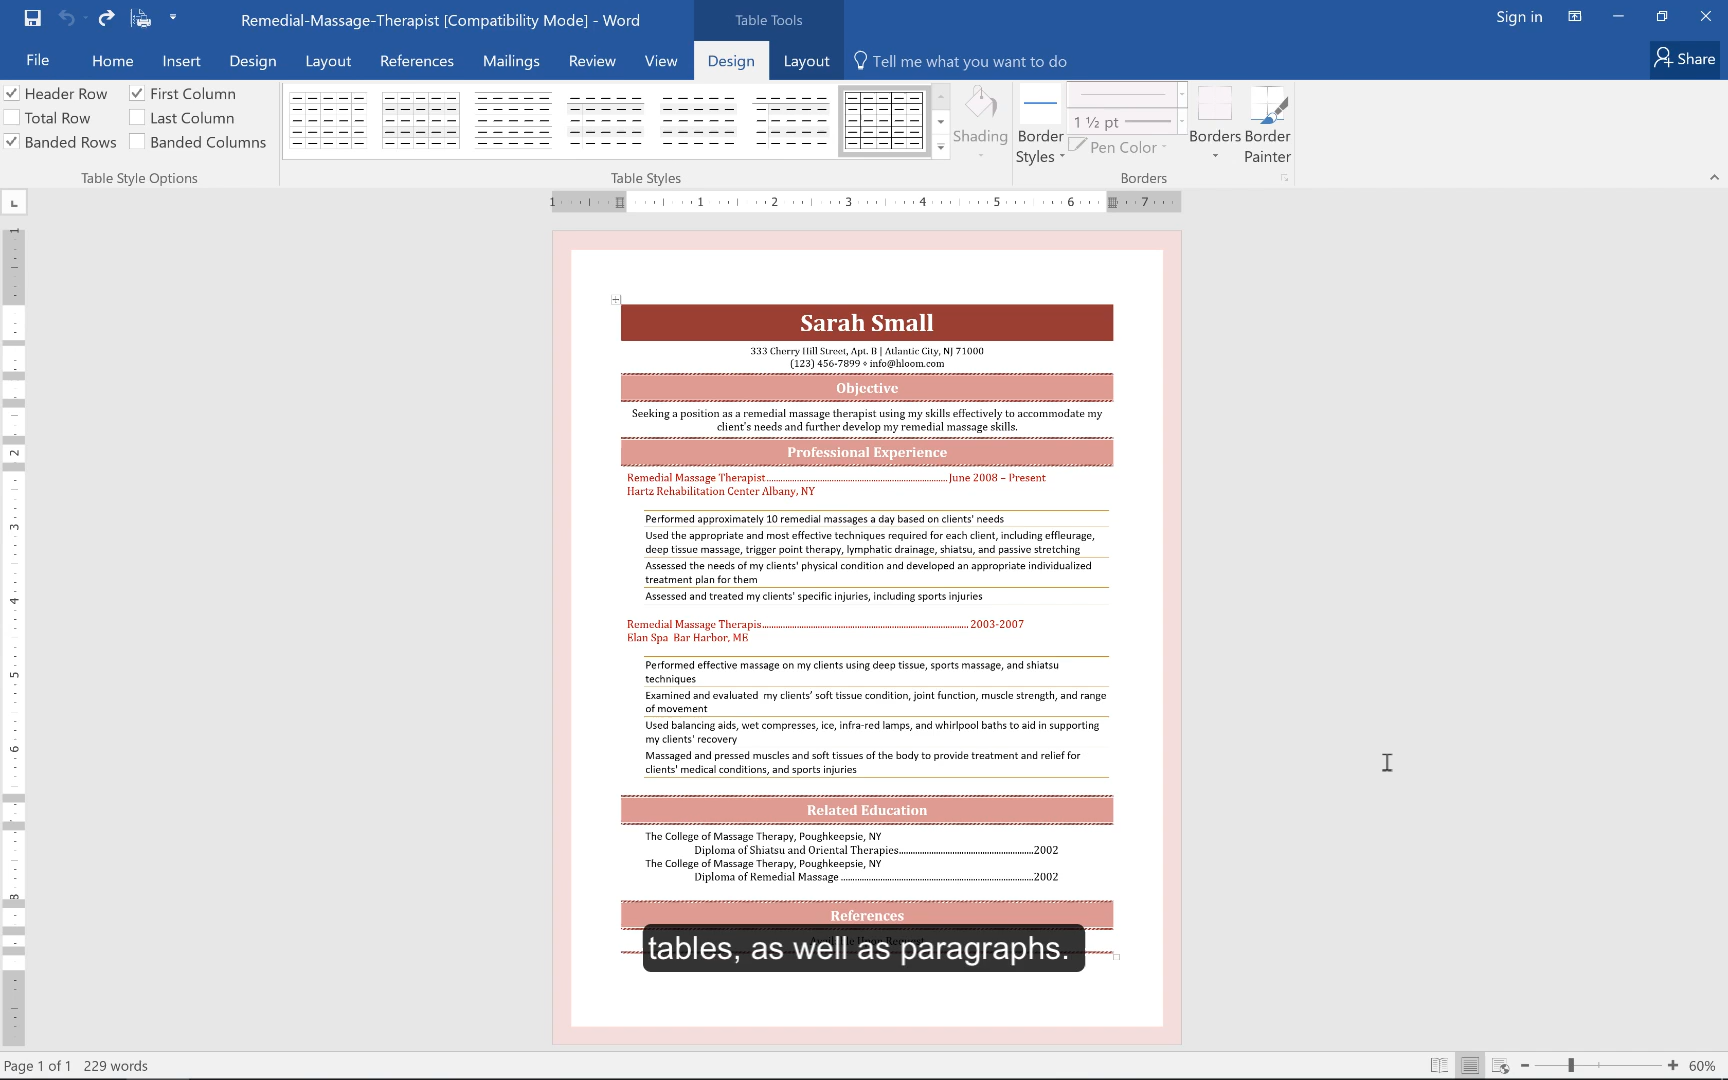 Remedial-Massage-Therapist [Compatibility Mode] - Word
Table Tools
Sign in
File Home Insert Design Layout References Mailings Review View Design Layout Tell me what you want to do Share
Header Row First Column
Total Row Last Column
Banded Rows Banded Columns
Table Style Options
Table Styles
Shading
Border Styles
1 ½ pt
Pen Color
Borders
Border Painter
Borders
1 1 2 3 4 5 6 7
1
2
3
4
5
6
8
Sarah Small
333 Cherry Hill Street, Apt. B | Atlantic City, NJ 71000
(123) 456-7899 ⋄ info@hloom.com
Objective
Seeking a position as a remedial massage therapist using my skills effectively to accommodate my
client's needs and further develop my remedial massage skills.
Professional Experience
Remedial Massage Therapist........................................................................June 2008 – Present
Hartz Rehabilitation Center Albany, NY
Performed approximately 10 remedial massages a day based on clients' needs
Used the appropriate and most effective techniques required for each client, including effleurage,
deep tissue massage, trigger point therapy, lymphatic drainage, shiatsu, and passive stretching
Assessed the needs of my clients' physical condition and developed an appropriate individualized
treatment plan for them
Assessed and treated my clients' specific injuries, including sports injuries
Remedial Massage Therapis........................................................................ 2003-2007
Elan Spa Bar Harbor, ME
Performed effective massage on my clients using deep tissue, sports massage, and shiatsu
techniques
Examined and evaluated my clients' soft tissue condition, joint function, muscle strength, and range
of movement
Used balancing aids, wet compresses, ice, infra-red lamps, and whirlpool baths to aid in supporting
my clients' recovery
Massaged and pressed muscles and soft tissues of the body to provide treatment and relief for
clients' medical conditions, and sports injuries
Related Education
The College of Massage Therapy, Poughkeepsie, NY
Diploma of Shiatsu and Oriental Therapies................................................2002
The College of Massage Therapy, Poughkeepsie, NY
Diploma of Remedial Massage ....................................................................2002
References
tables, as well as paragraphs.
Page 1 of 1 229 words
60%